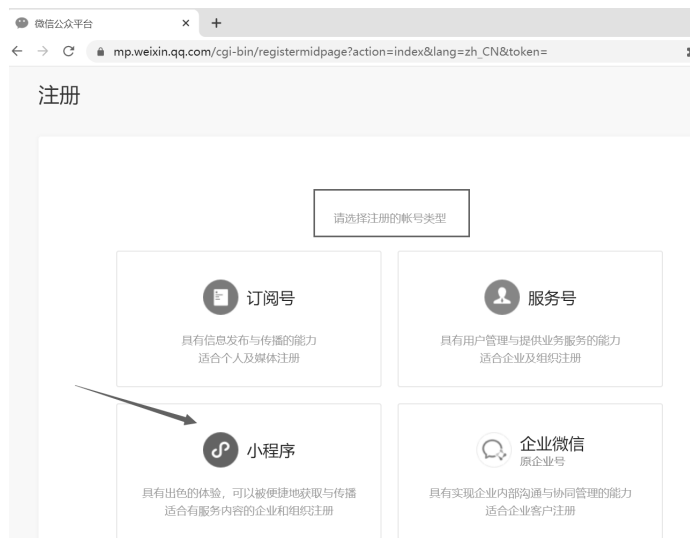 微信公众平台
mp.weixin.qq.com/cgi-bin/registermidpage?action=index&lang=zh_CN&token=
注册
请选择注册的帐号类型
订阅号
具有信息发布与传播的能力
适合个人及媒体注册
服务号
具有用户管理与提供业务服务的能力
适合企业及组织注册
小程序
具有出色的体验，可以被便捷地获取与传播
适合有服务内容的企业和组织注册
企业微信
原企业号
具有实现企业内部沟通与协同管理的能力
适合企业客户注册